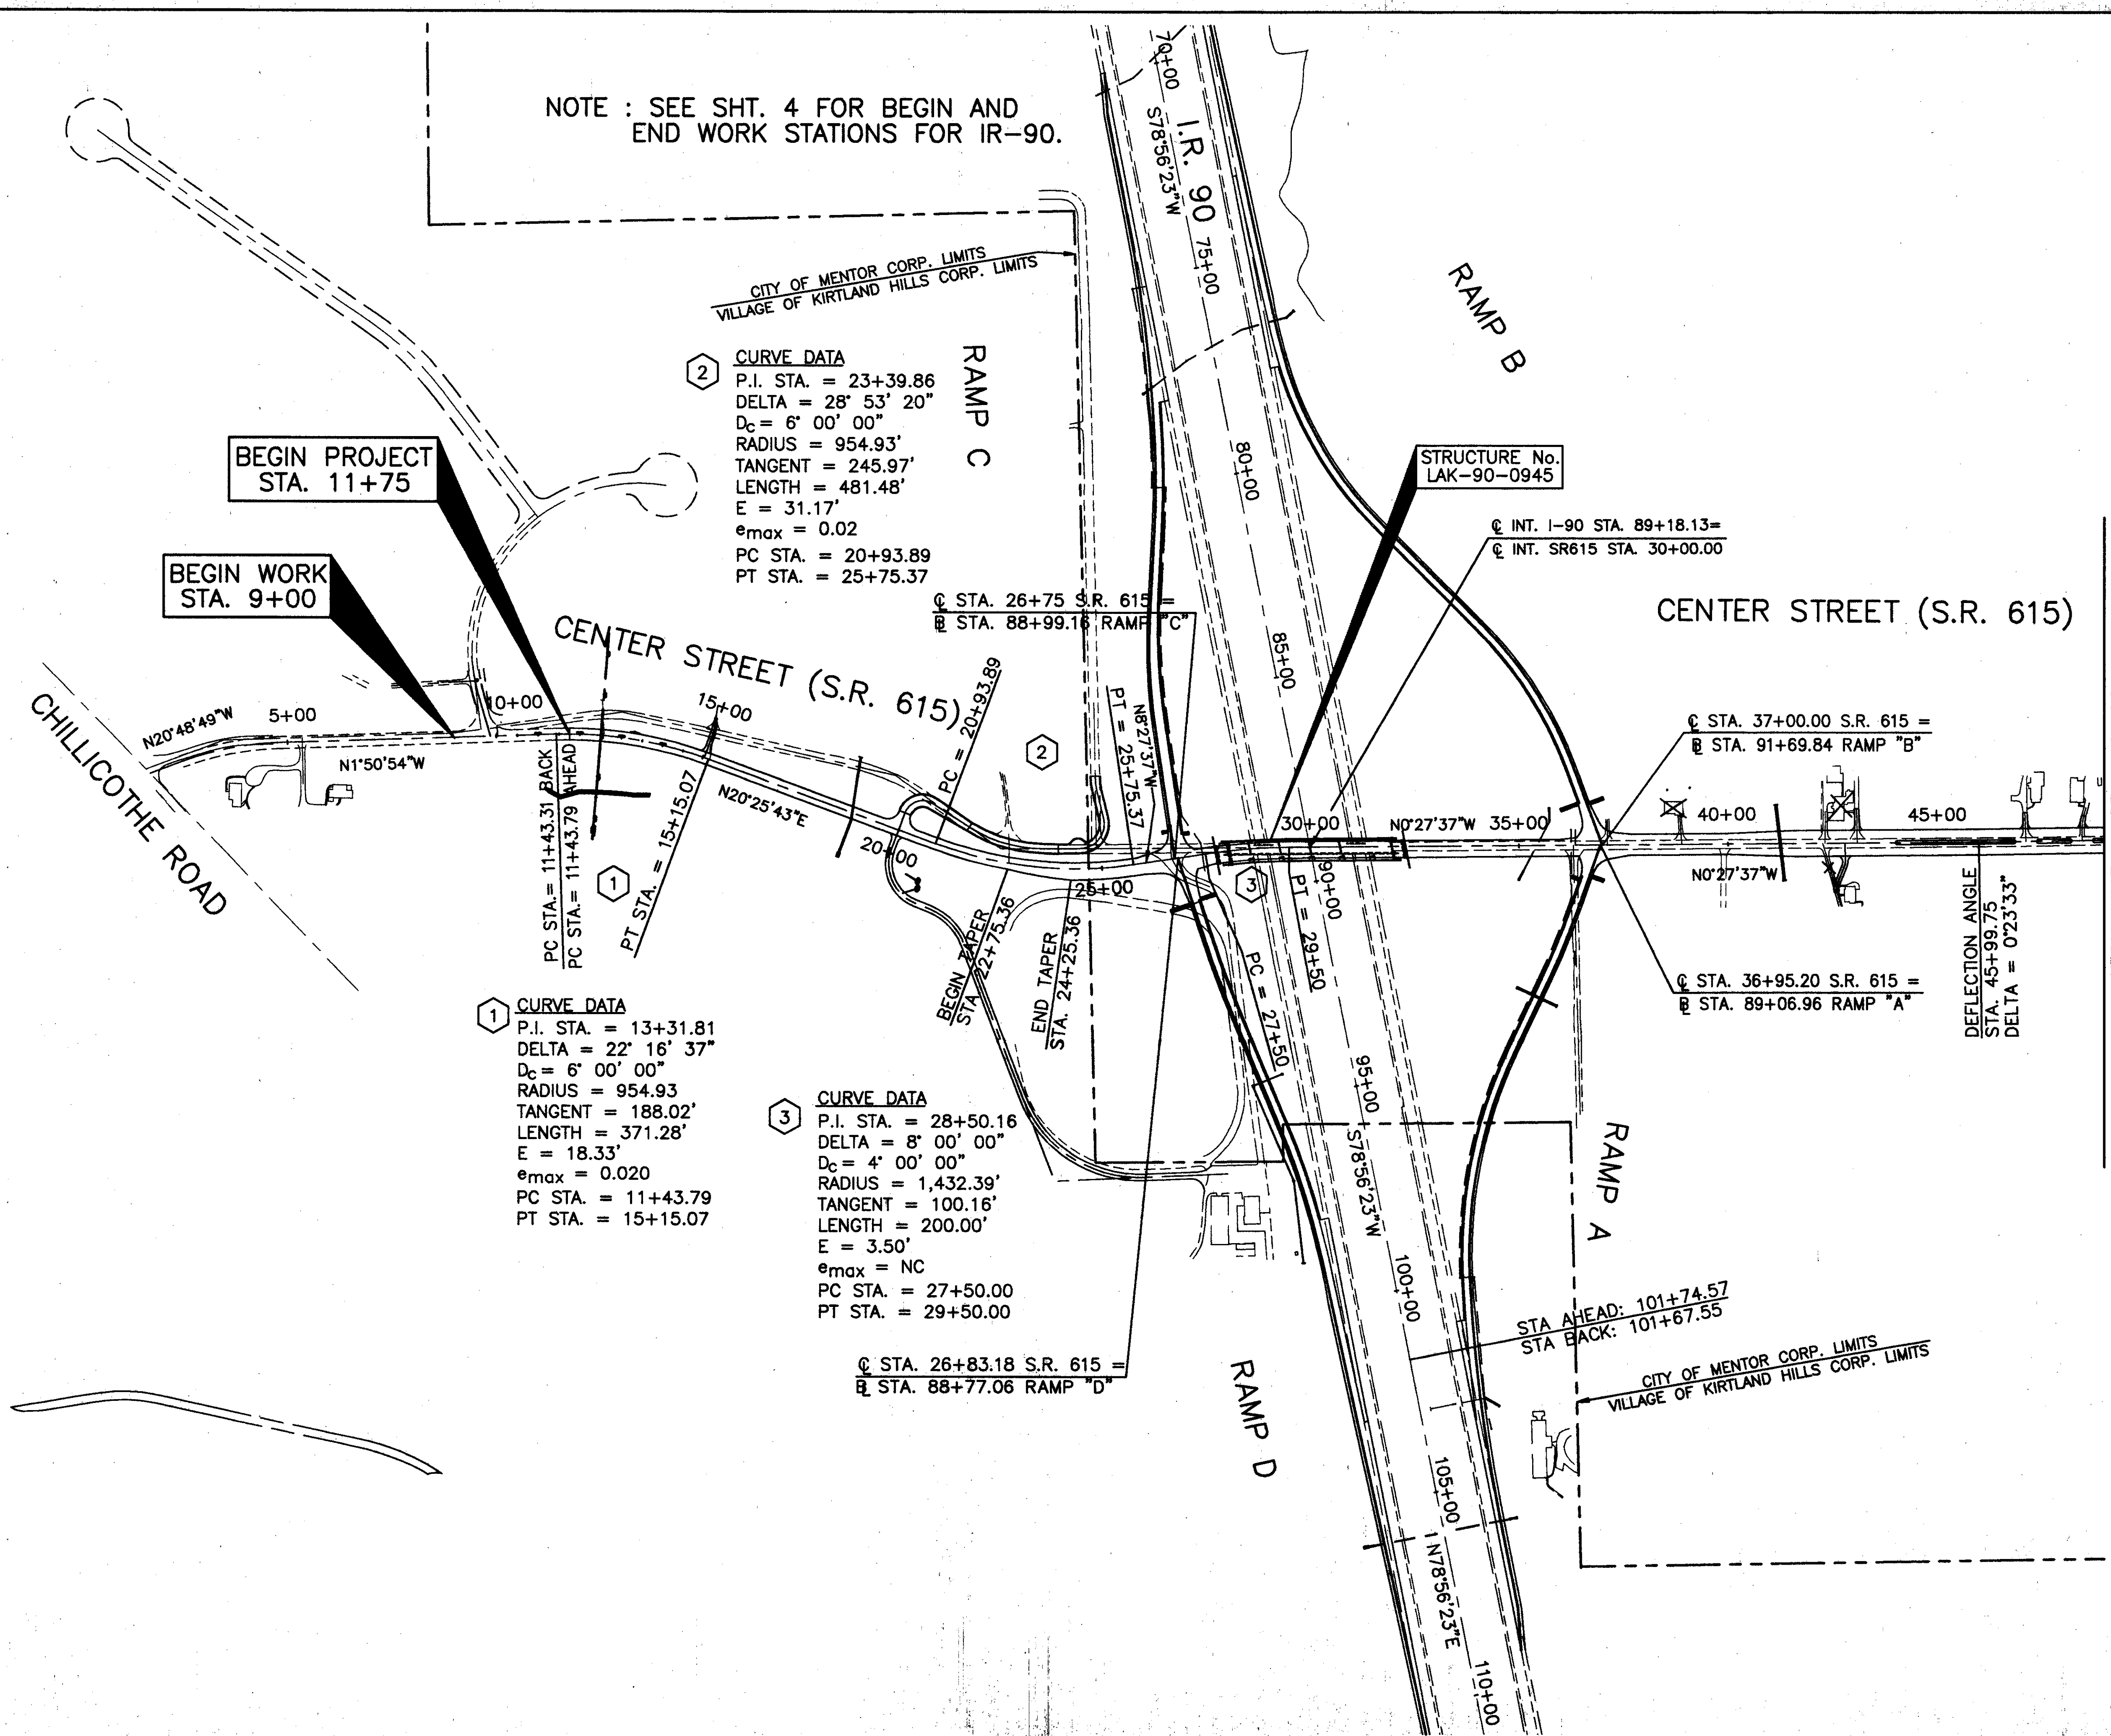 NOTE : SEE SHT. 4 FOR BEGIN AND
END WORK STATIONS FOR IR-90.
70+00
S78°56'23"W
I.R. 90
75+00
CITY OF MENTOR CORP. LIMITS
VILLAGE OF KIRTLAND HILLS CORP. LIMITS
RAMP C
RAMP B
2
CURVE DATA
P.I. STA. = 23+39.86
DELTA = 28° 53' 20"
Dc = 6° 00' 00"
RADIUS = 954.93'
TANGENT = 245.97'
LENGTH = 481.48'
E = 31.17'
emax = 0.02
PC STA. = 20+93.89
PT STA. = 25+75.37
BEGIN PROJECT
STA. 11+75
BEGIN WORK
STA. 9+00
80+00
STRUCTURE No.
LAK-90-0945
℄ INT. I-90 STA. 89+18.13=
℄ INT. SR615 STA. 30+00.00
℄ STA. 26+75 S.R. 615 =
BL STA. 88+99.16 RAMP "C"
CENTER STREET (S.R. 615)
CENTER STREET (S.R. 615)
85+00
CHILLICOTHE ROAD
N20°48'49"W
5+00
N1°50'54"W
10+00
15+00
PC STA.= 11+43.31 BACK
PC STA.= 11+43.79 AHEAD
1
PT STA. = 15+15.07
N20°25'43"E
PC = 20+93.89
20+00
2
PT = 25+75.37
N8°27'37"W
25+00
30+00
N0°27'37"W
35+00
3
90+00
PT = 29+50
PC = 27+50
℄ STA. 37+00.00 S.R. 615 =
BL STA. 91+69.84 RAMP "B"
40+00
45+00
N0°27'37"W
BEGIN TAPER
STA. 22+75.36
END TAPER
STA. 24+25.36
℄ STA. 36+95.20 S.R. 615 =
BL STA. 89+06.96 RAMP "A"
DEFLECTION ANGLE
STA. 45+99.75
DELTA = 0°23'33"
1
CURVE DATA
P.I. STA. = 13+31.81
DELTA = 22° 16' 37"
Dc = 6° 00' 00"
RADIUS = 954.93
TANGENT = 188.02'
LENGTH = 371.28'
E = 18.33'
emax = 0.020
PC STA. = 11+43.79
PT STA. = 15+15.07
3
CURVE DATA
P.I. STA. = 28+50.16
DELTA = 8° 00' 00"
Dc = 4° 00' 00"
RADIUS = 1,432.39'
TANGENT = 100.16'
LENGTH = 200.00'
E = 3.50'
emax = NC
PC STA. = 27+50.00
PT STA. = 29+50.00
95+00
S78°56'23"W
RAMP A
100+00
STA AHEAD: 101+74.57
STA BACK: 101+67.55
CITY OF MENTOR CORP. LIMITS
VILLAGE OF KIRTLAND HILLS CORP. LIMITS
℄ STA. 26+83.18 S.R. 615 =
BL STA. 88+77.06 RAMP "D"
RAMP D
105+00
N78°56'23"E
110+00